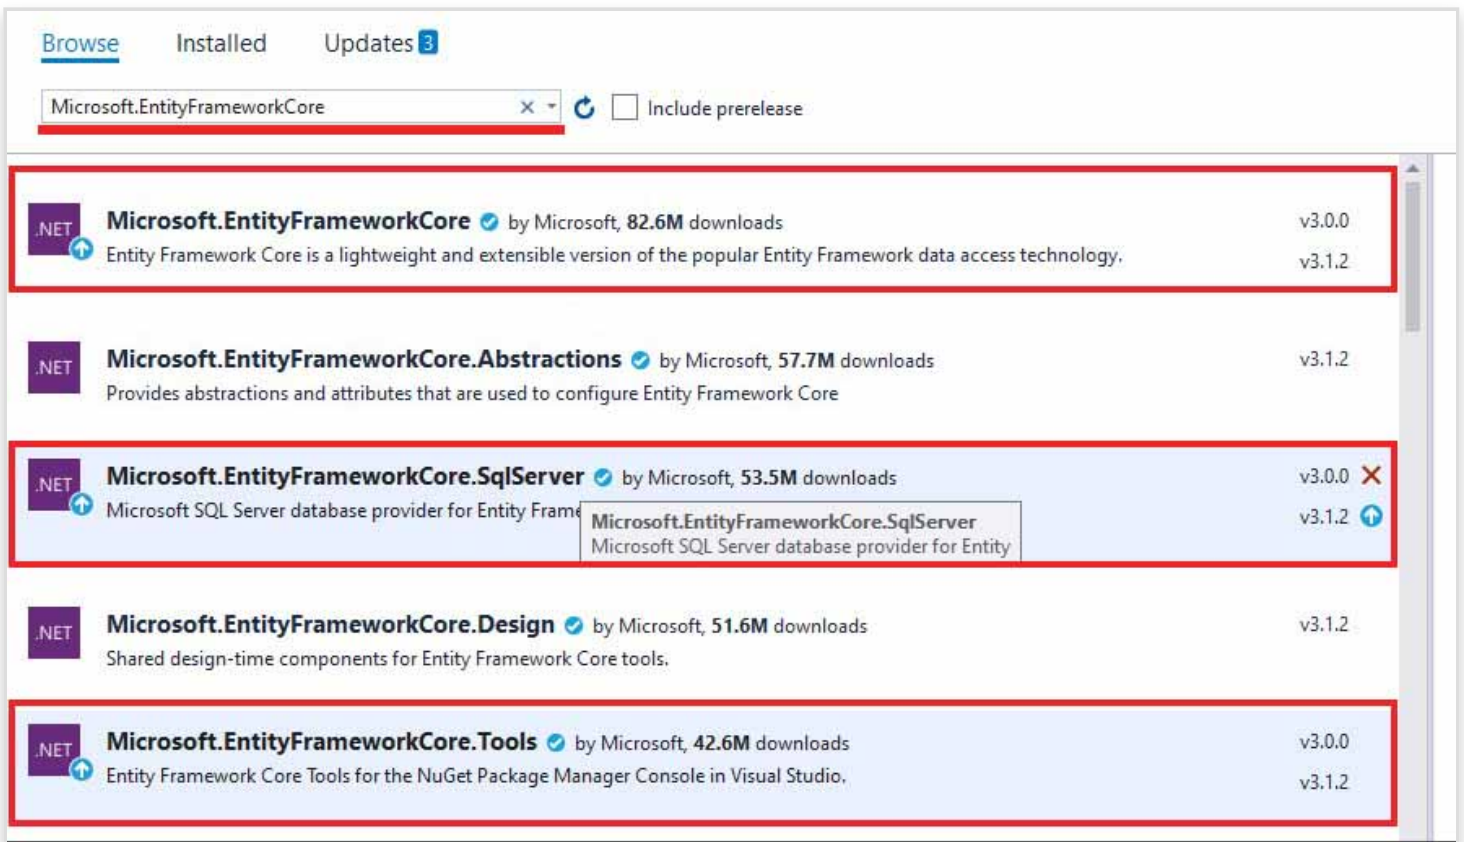 Browse Installed Updates 3
Microsoft.EntityFrameworkCore Include prerelease
.NET Microsoft.EntityFrameworkCore by Microsoft, 82.6M downloads v3.0.0
Entity Framework Core is a lightweight and extensible version of the popular Entity Framework data access technology. v3.1.2
.NET Microsoft.EntityFrameworkCore.Abstractions by Microsoft, 57.7M downloads v3.1.2
Provides abstractions and attributes that are used to configure Entity Framework Core
.NET Microsoft.EntityFrameworkCore.SqlServer by Microsoft, 53.5M downloads v3.0.0
Microsoft SQL Server database provider for Entity Frame v3.1.2
Microsoft.EntityFrameworkCore.SqlServer
Microsoft SQL Server database provider for Entity
.NET Microsoft.EntityFrameworkCore.Design by Microsoft, 51.6M downloads v3.1.2
Shared design-time components for Entity Framework Core tools.
.NET Microsoft.EntityFrameworkCore.Tools by Microsoft, 42.6M downloads v3.0.0
Entity Framework Core Tools for the NuGet Package Manager Console in Visual Studio. v3.1.2